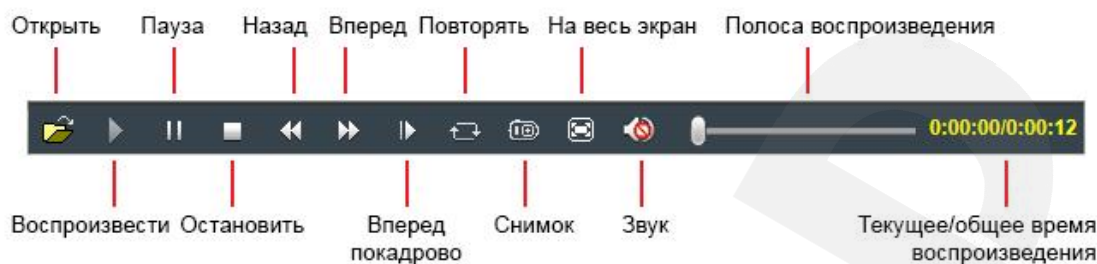 Открыть Пауза Назад Вперед Повторять На весь экран Полоса воспроизведения
0:00:00/0:00:12
Воспроизвести Остановить Вперед покадрово Снимок Звук Текущее/общее время воспроизведения